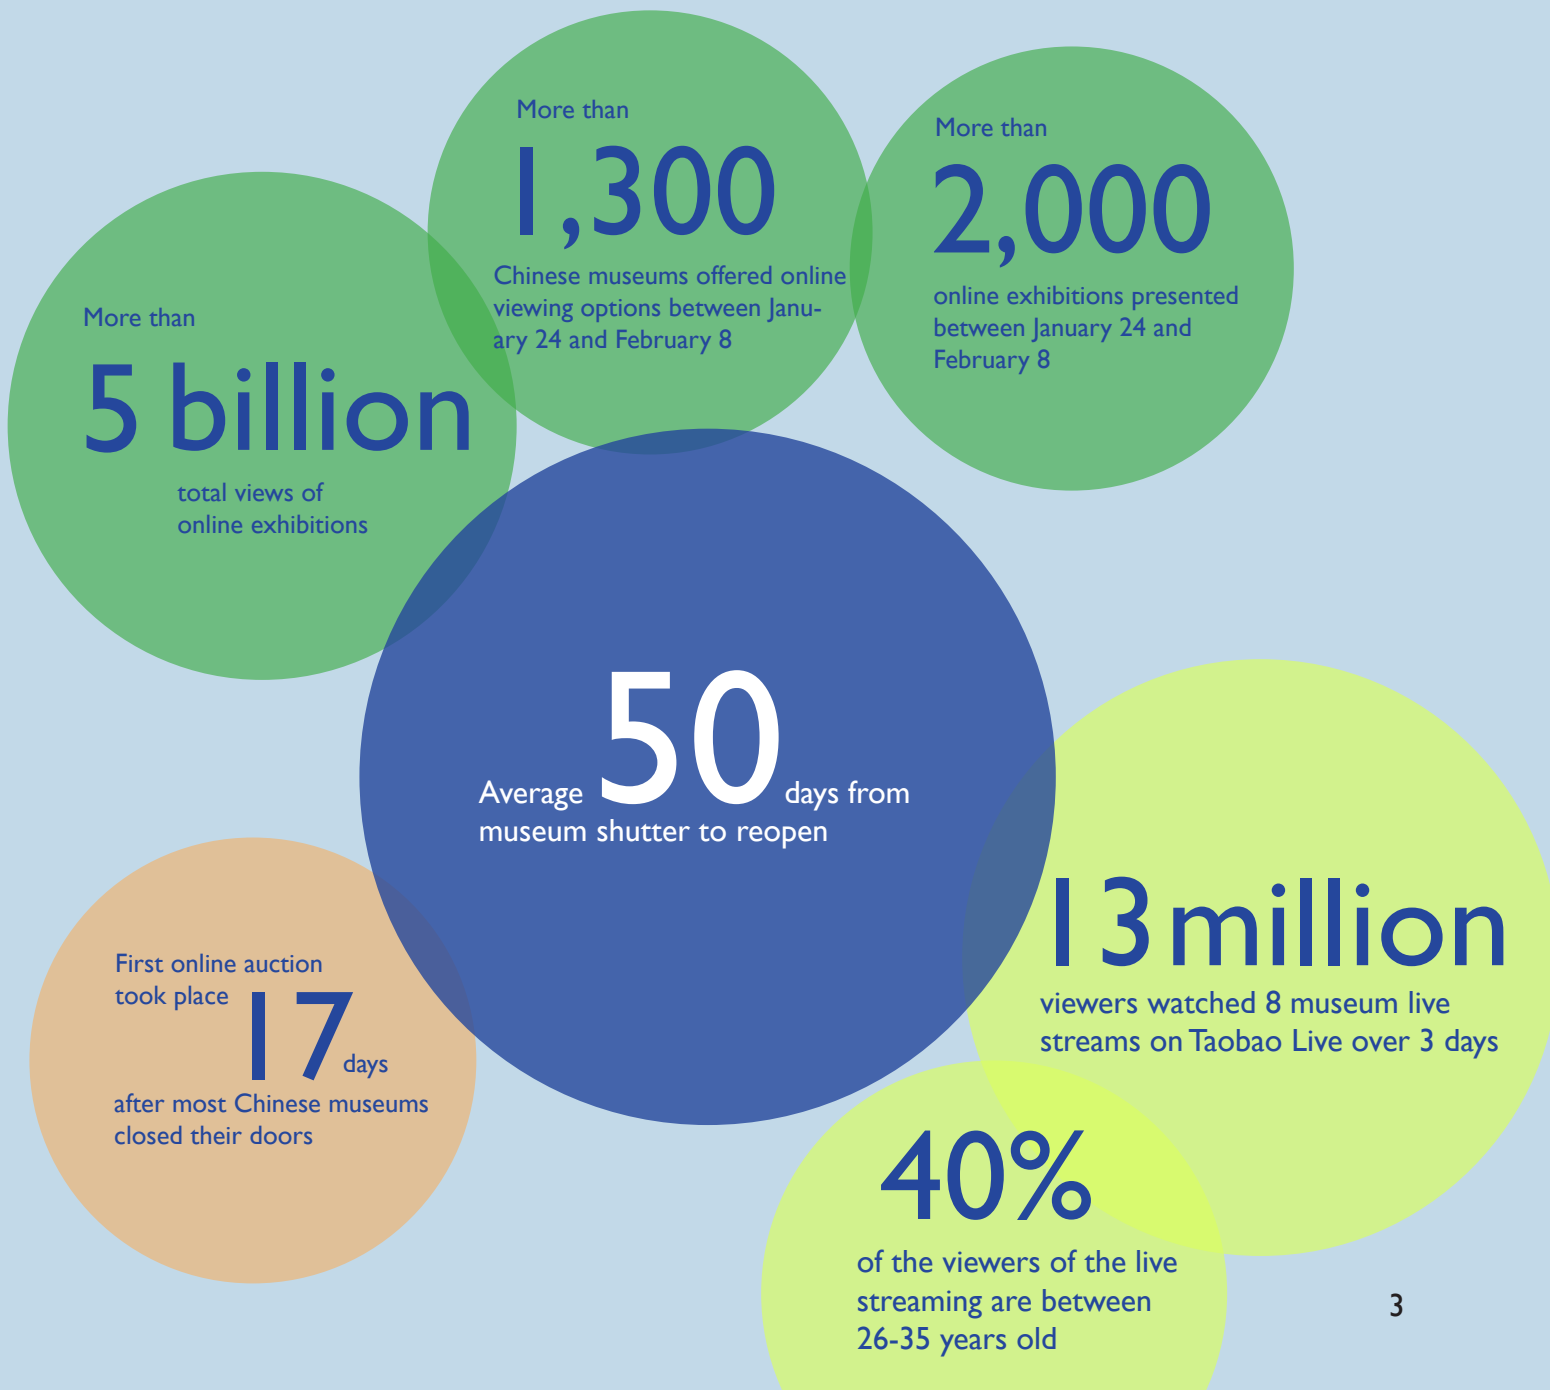 More than
1,300
Chinese museums offered online
viewing options between Janu-
ary 24 and February 8
More than
2,000
online exhibitions presented
between January 24 and
February 8
More than
5 billion
total views of
online exhibitions
Average 50 days from
museum shutter to reopen
13 million
viewers watched 8 museum live
streams on Taobao Live over 3 days
First online auction
took place 17 days
after most Chinese museums
closed their doors
40%
of the viewers of the live
streaming are between
26-35 years old
3